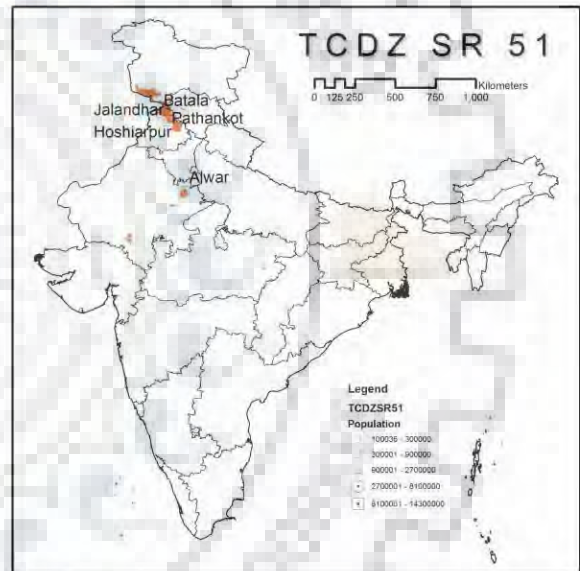 TCDZ SR 51
Kilometers
0 125 250 500 750 1,000
Batala
Jalandhar
Pathankot
Hoshiarpur
Alwar
Legend
TCDZSR51
Population
100036 - 300000
300001 - 900000
900001 - 2700000
2700001 - 8100000
8100001 - 14300000